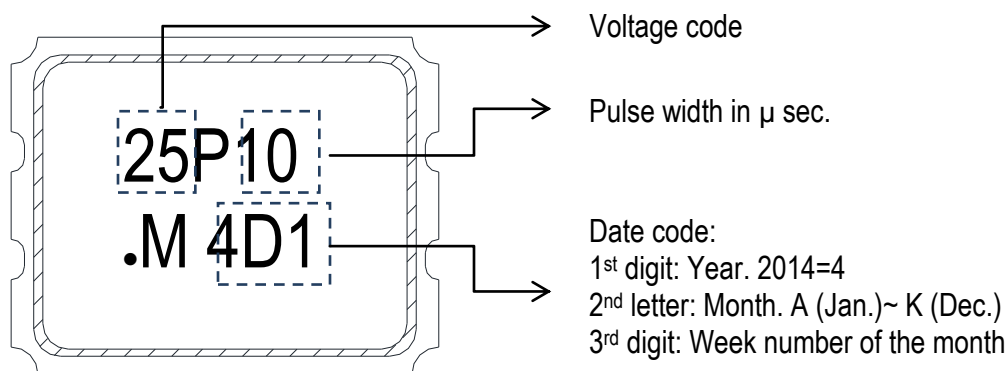 Voltage code
25P10
Pulse width in µ sec.
.M 4D1
Date code:
1st digit: Year. 2014=4
2nd letter: Month. A (Jan.)~ K (Dec.)
3rd digit: Week number of the month